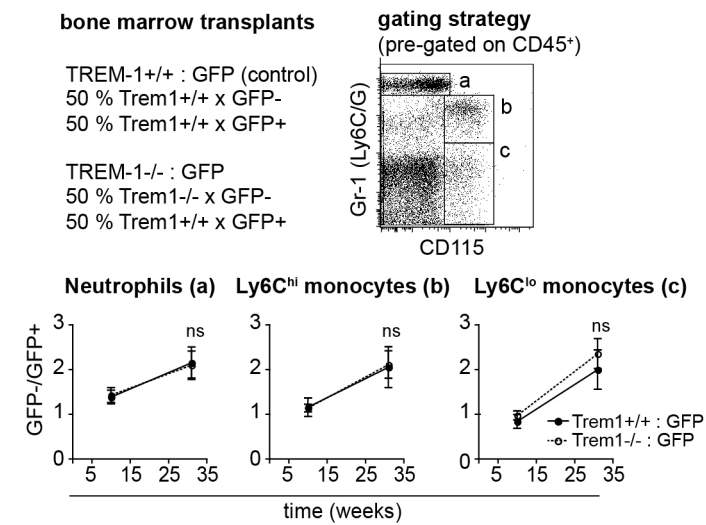 bone marrow transplants
TREM-1+/+ : GFP (control)
50 % Trem1+/+ x GFP-
50 % Trem1+/+ x GFP+
TREM-1-/- : GFP
50 % Trem1-/- x GFP-
50 % Trem1+/+ x GFP+
gating strategy
(pre-gated on CD45⁺)
Gr-1 (Ly6C/G)
a
b
c
CD115
Neutrophils (a)
Ly6Cʰⁱ monocytes (b)
Ly6Cˡᵒ monocytes (c)
GFP-/GFP+
3
2
1
0
ns
5 15 25 35
3
2
1
0
ns
5 15 25 35
3
2
1
0
ns
Trem1+/+ : GFP
Trem1-/- : GFP
5 15 25 35
time (weeks)